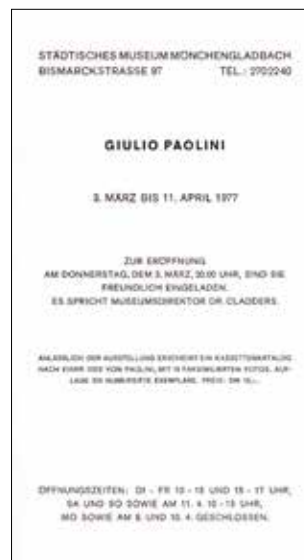 STÄDTISCHES MUSEUM MÖNCHENGLADBACH
BISMARCKSTRASSE 97 TEL.: 2702240
GIULIO PAOLINI
3. MÄRZ BIS 11. APRIL 1977
ZUR ERÖFFNUNG
AM DONNERSTAG, DEM 3. MÄRZ, 20.00 UHR, SIND SIE
FREUNDLICH EINGELADEN.
ES SPRICHT MUSEUMSDIREKTOR DR. CLADDERS.
ANLÄSSLICH DER AUSSTELLUNG ERSCHEINT EIN KASSETTENKATALOG
NACH EINER IDEE VON PAOLINI, MIT FAKSIMILIERTEN FOTOS. AUF-
LAGE NUMERIERTE EXEMPLARE. PREIS: DM
ÖFFNUNGSZEITEN: DI - FR 10 - 13 UND 15 - 17 UHR,
SA UND SO SOWIE AM 11. 4. 10 - 13 UHR,
MO SOWIE AM 8. UND 10. 4. GESCHLOSSEN.